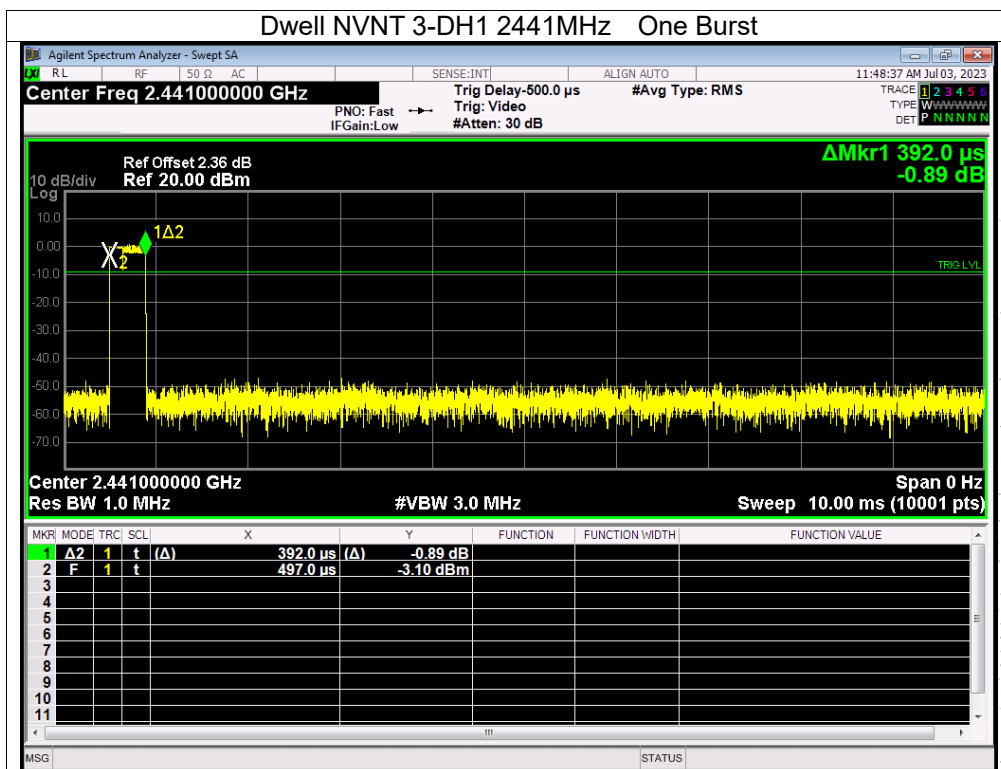 Dwell NVNT 3-DH1 2441MHz One Burst
Agilent Spectrum Analyzer - Swept SA
LXI RL RF 50 Ω AC SENSE:INT ALIGN AUTO 11:48:37 AM Jul 03, 2023
Center Freq 2.441000000 GHz Trig Delay-500.0 µs #Avg Type: RMS TRACE 1 2 3 4 5 6
PNO: Fast Trig: Video TYPE WWWWWW
IFGain:Low #Atten: 30 dB DET P N N N N N
ΔMkr1 392.0 µs
-0.89 dB
Ref Offset 2.36 dB
10 dB/div Ref 20.00 dBm
Log
10.0
1Δ2
0.00
2
TRIG LVL
-10.0
-20.0
-30.0
-40.0
-50.0
-60.0
-70.0
Center 2.441000000 GHz Span 0 Hz
Res BW 1.0 MHz #VBW 3.0 MHz Sweep 10.00 ms (10001 pts)
MKR MODE TRC SCL X Y FUNCTION FUNCTION WIDTH FUNCTION VALUE
1 Δ2 1 t (Δ) 392.0 µs (Δ) -0.89 dB
2 F 1 t 497.0 µs -3.10 dBm
3
4
5
6
7
8
9
10
11
MSG STATUS